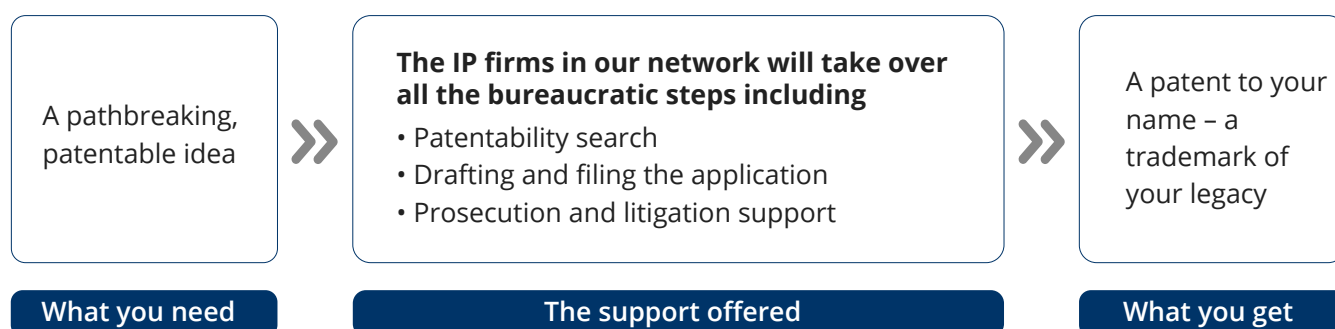 A pathbreaking,
patentable idea
The IP firms in our network will take over
all the bureaucratic steps including
• Patentability search
• Drafting and filing the application
• Prosecution and litigation support
A patent to your
name – a
trademark of
your legacy
What you need
The support offered
What you get